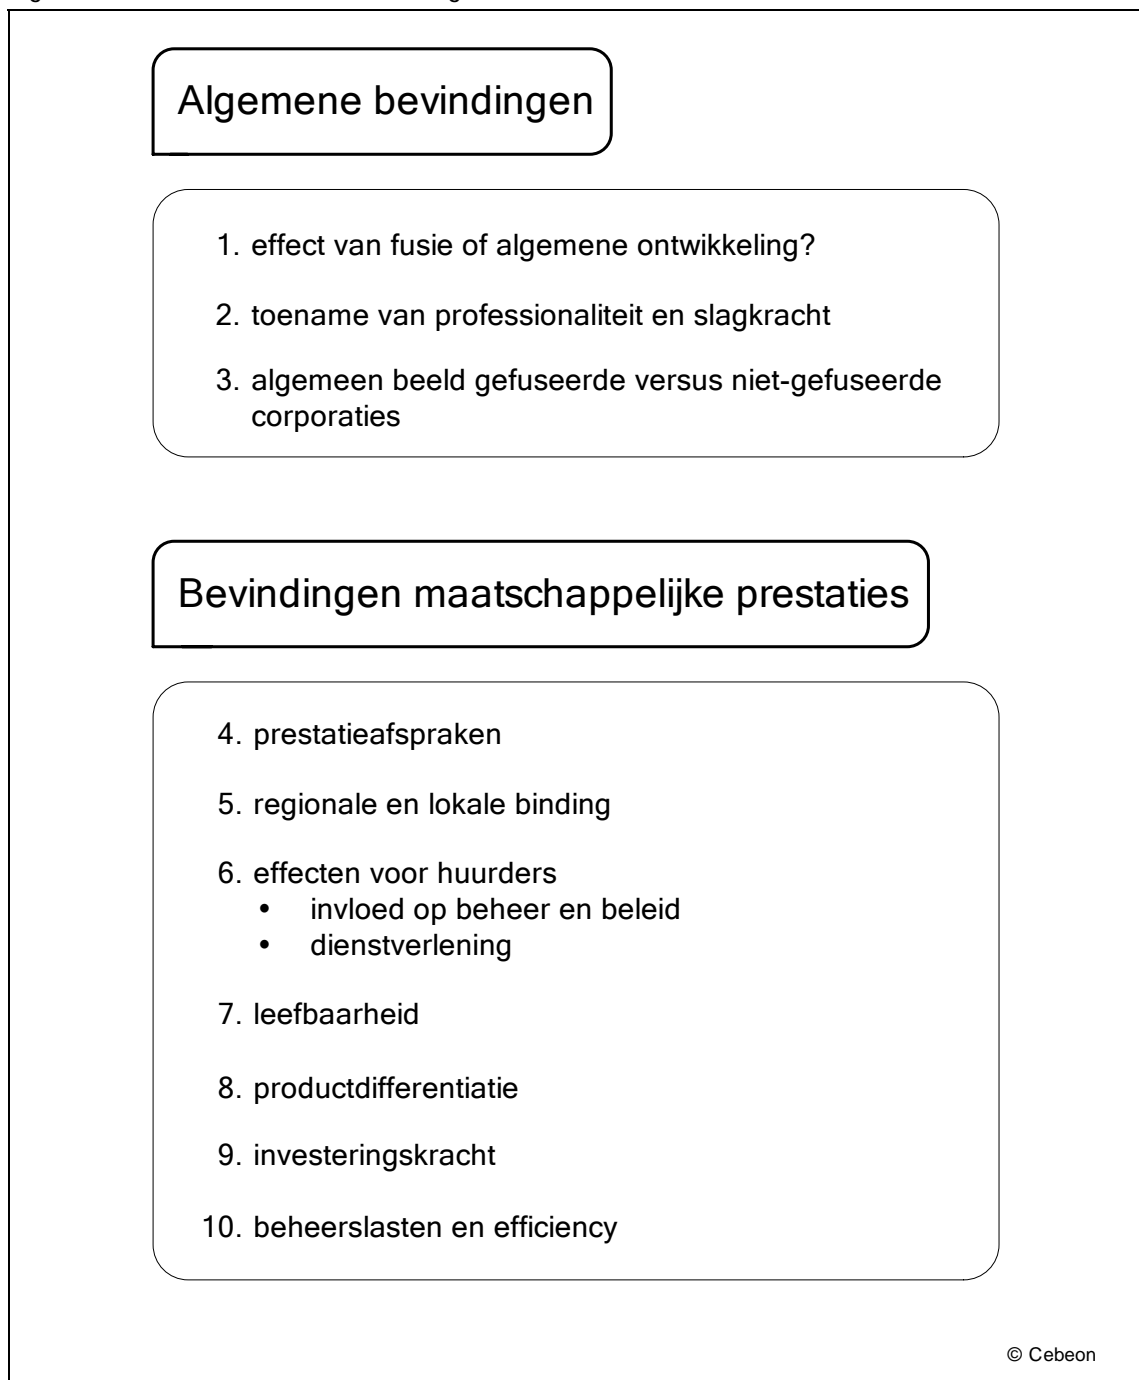 Algemene bevindingen
1. effect van fusie of algemene ontwikkeling?
2. toename van professionaliteit en slagkracht
3. algemeen beeld gefuseerde versus niet-gefuseerde
corporaties
Bevindingen maatschappelijke prestaties
4. prestatieafspraken
5. regionale en lokale binding
6. effecten voor huurders
• invloed op beheer en beleid
• dienstverlening
7. leefbaarheid
8. productdifferentiatie
9. investeringskracht
10. beheerslasten en efficiency
© Cebeon